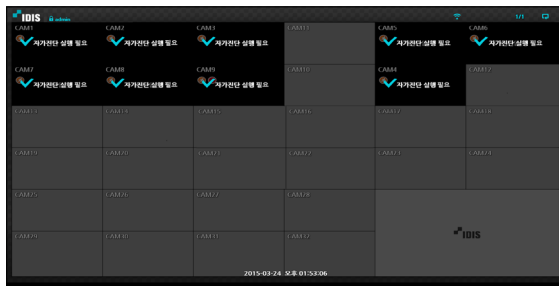 IDIS admin 1/1
CAM1 CAM2 CAM3 CAM11 CAM5 CAM6
자가진단 실행 필요 자가진단 실행 필요 자가진단 실행 필요 자가진단 실행 필요 자가진단 실행 필요
CAM7 CAM8 CAM9 CAM10 CAM4 CAM12
자가진단 실행 필요 자가진단 실행 필요 자가진단 실행 필요 자가진단 실행 필요
CAM13 CAM14 CAM15 CAM16 CAM17 CAM18
CAM19 CAM20 CAM21 CAM22 CAM23 CAM24
CAM25 CAM26 CAM27 CAM28
IDIS
CAM29 CAM30 CAM31 CAM32
2015-03-24 오후 01:53:06